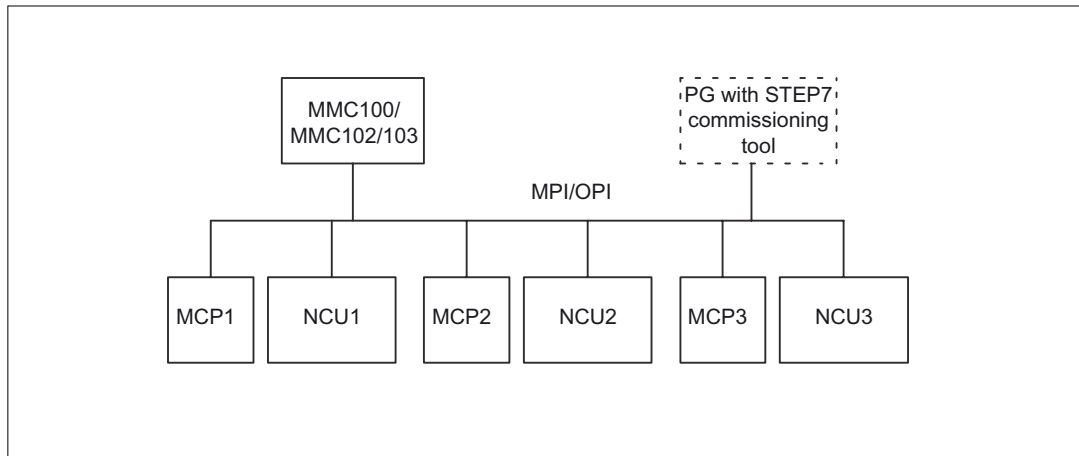 MMC100/
MMC102/103
PG with STEP7
commissioning
tool
MPI/OPI
MCP1
NCU1
MCP2
NCU2
MCP3
NCU3